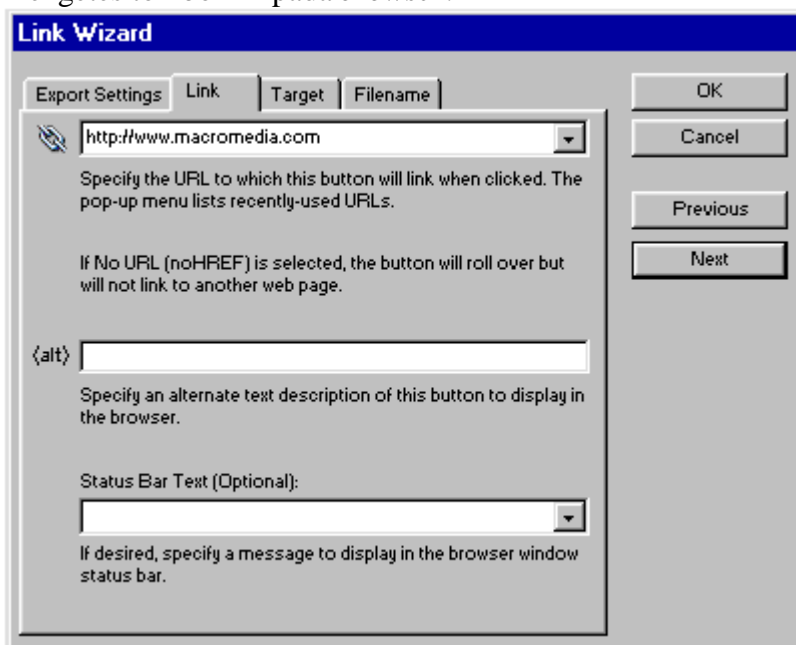 Link Wizard
Export Settings Link Target Filename
http://www.macromedia.com
Specify the URL to which this button will link when clicked. The
pop-up menu lists recently-used URLs.
If No URL (noHREF) is selected, the button will roll over but
will not link to another web page.
<alt>
Specify an alternate text description of this button to display in
the browser.
Status Bar Text (Optional):
If desired, specify a message to display in the browser window
status bar.
OK
Cancel
Previous
Next